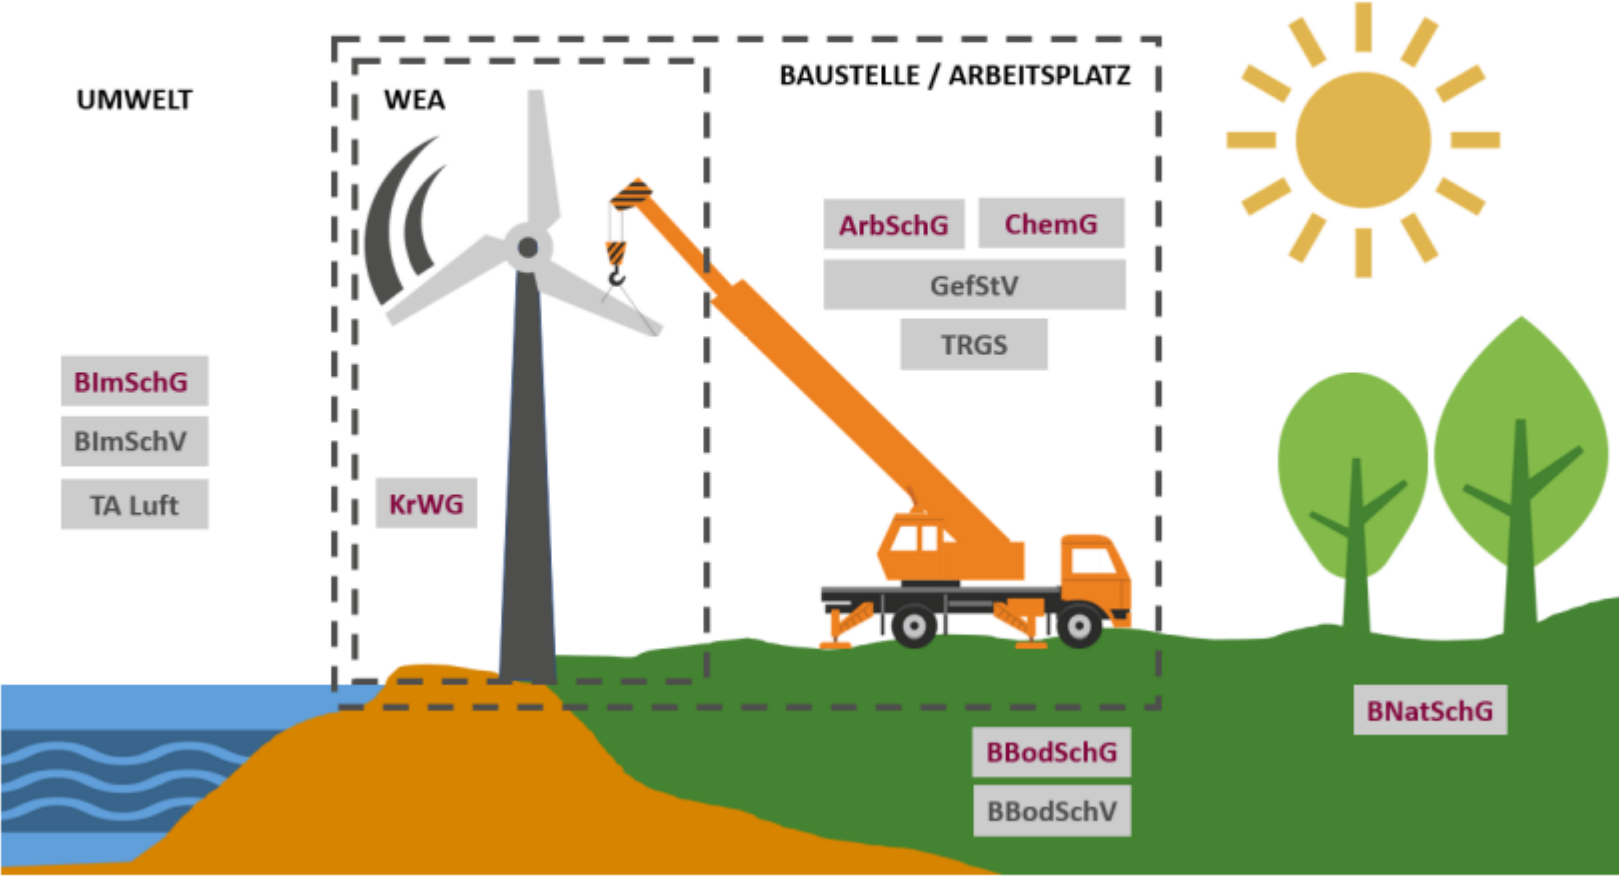 UMWELT
WEA
BAUSTELLE / ARBEITSPLATZ
ArbSchG
ChemG
GefStV
TRGS
BImSchG
BImSchV
TA Luft
KrWG
BNatSchG
BBodSchG
BBodSchV